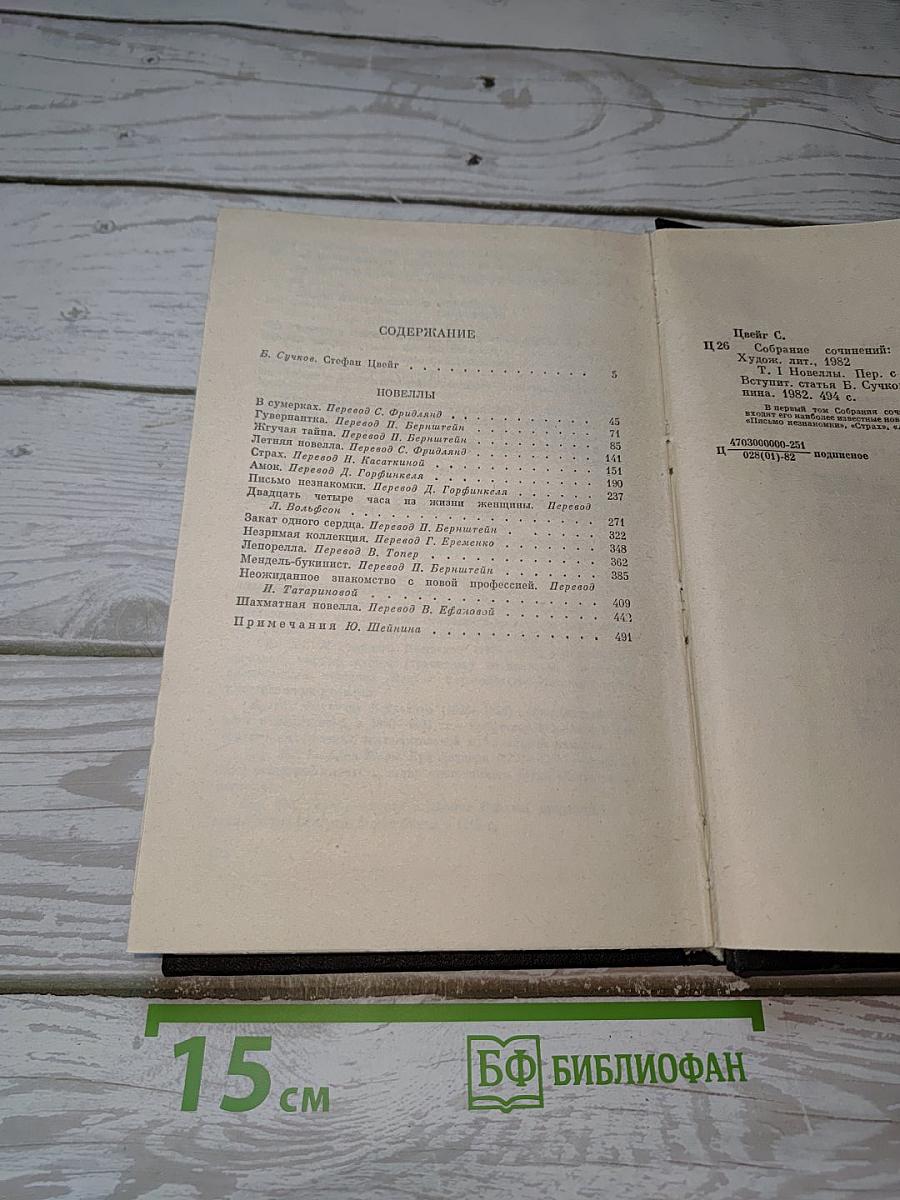 СОДЕРЖАНИЕ
Б. Сучков. Стефан Цвейг . . . . . . . . . . . . . 5
НОВЕЛЛЫ
В сумерках. Перевод С. Фридлянд . . . . . . . . . 45
Гувернантка. Перевод П. Бернштейн . . . . . . . . 71
Жгучая тайна. Перевод П. Бернштейн . . . . . . . . 85
Летняя новелла. Перевод С. Фридлянд . . . . . . . . 141
Страх. Перевод Н. Касаткиной . . . . . . . . . . 151
Амок. Перевод Д. Горфинкеля . . . . . . . . . . 190
Письмо незнакомки. Перевод Д. Горфинкеля . . . . . . 237
Двадцать четыре часа из жизни женщины. Перевод
Л. Вольфсон . . . . . . . . . . . . . . . 271
Закат одного сердца. Перевод П. Бернштейн . . . . . . 322
Незримая коллекция. Перевод Г. Еременко . . . . . . . 348
Лепорелла. Перевод В. Топер . . . . . . . . . . 362
Мендель-букинист. Перевод П. Бернштейн . . . . . . . 385
Неожиданное знакомство с новой профессией. Перевод
И. Татариновой . . . . . . . . . . . . . . 409
Шахматная новелла. Перевод В. Ефановой . . . . . . . 442
Примечания Ю. Шейнина . . . . . . . . . . . . 491
Цвейг С.
Ц 26 Собрание сочинений:
Худож. лит., 1982
Т. I Новеллы. Пер. с
Вступит. статья Б. Сучко
нина. 1982. 494 с.
В первый том Собрания соч
входят его наиболее известные нов
«Письмо незнакомки», «Страх», «
Ц 4703000000-251
028(01)-82 подписное
15 см
БФ БИБЛИОФАН